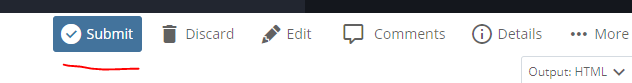 Submit Discard Edit Comments Details ••• More
Output: HTML